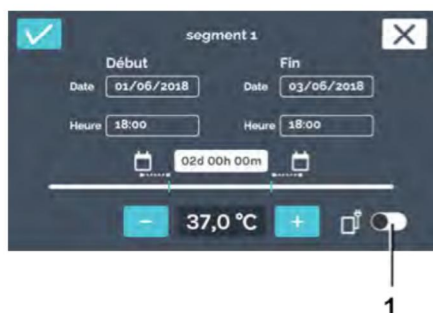 segment 1
Début Fin
Date 01/06/2018 Date 03/06/2018
Heure 18:00 Heure 18:00
02d 00h 00m
− 37,0 °C +
1